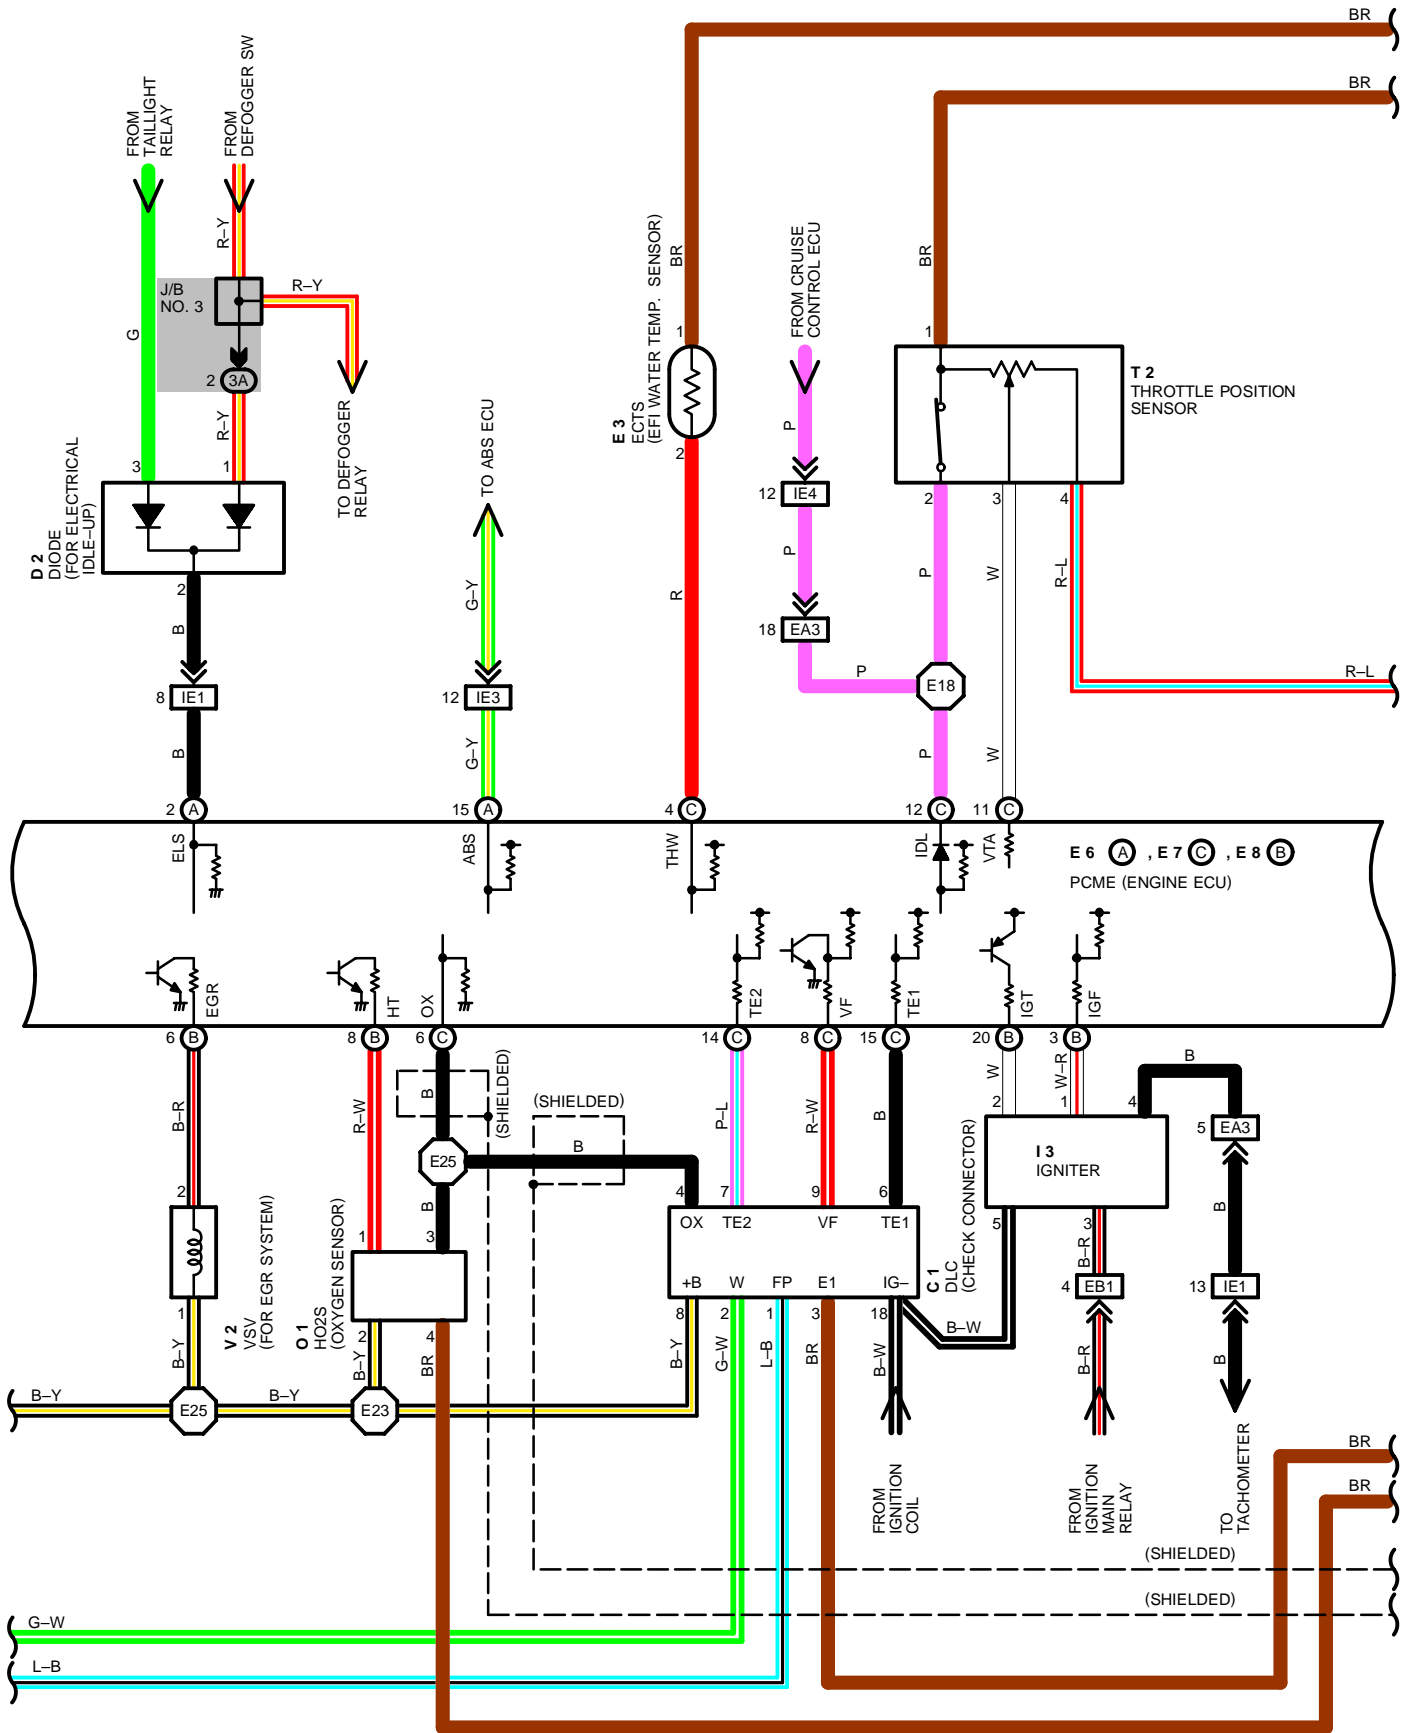 BR
BR
FROM
TAILLIGHT
RELAY
FROM
DEFOGGER SW
R–Y
J/B
NO. 3
R–Y
G
2
3A
R–Y
3
1
TO DEFOGGER
RELAY
D 2
DIODE
(FOR ELECTRICAL
IDLE–UP)
2
B
8
IE1
B
TO ABS ECU
G–Y
12
IE3
G–Y
E 3
ECTS
(EFI WATER TEMP. SENSOR)
BR
1
2
R
FROM CRUISE
CONTROL ECU
P
12
IE4
P
18
EA3
P
BR
1
T 2
THROTTLE POSITION
SENSOR
2
3
4
P
W
R–L
E18
R–L
P
W
2
A
15
A
4
C
12
C
11
C
ELS
ABS
THW
IDL
VTA
E 6
A
, E 7
C
, E 8
B
PCME (ENGINE ECU)
EGR
HT
OX
TE2
VF
TE1
IGT
IGF
6
B
8
B
6
C
14
C
8
C
15
C
20
B
3
B
B–R
R–W
B
(SHIELDED)
(SHIELDED)
B
P–L
R–W
B
W
W–R
B
2
1
4
5
EA3
E25
B
I 3
IGNITER
5
3
B
2
1
3
4
7
9
6
OX
TE2
VF
TE1
+B
W
FP
E1
IG–
C 1
DLC
(CHECK CONNECTOR)
8
2
1
3
18
B–R
4
EB1
13
IE1
V 2
VSV
(FOR EGR SYSTEM)
1
B–Y
O 1
HO2S
(OXYGEN SENSOR)
2
4
B–Y
BR
B–Y
G–W
L–B
BR
B–W
B–W
B–R
B
B–Y
E25
B–Y
E23
FROM
IGNITION
COIL
FROM
IGNITION
MAIN
RELAY
TO
TACHOMETER
BR
BR
(SHIELDED)
(SHIELDED)
G–W
L–B